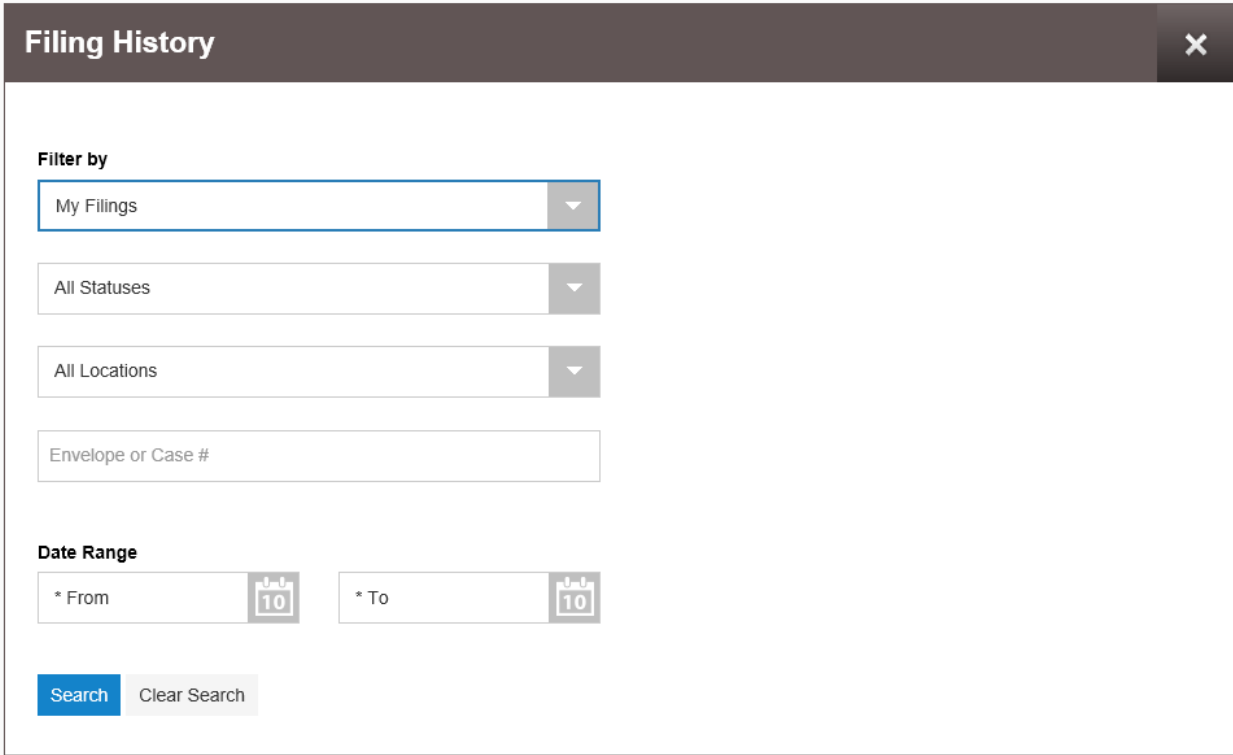 Filing History
Filter by
My Filings
All Statuses
All Locations
Envelope or Case #
Date Range
* From 10 * To 10
Search Clear Search